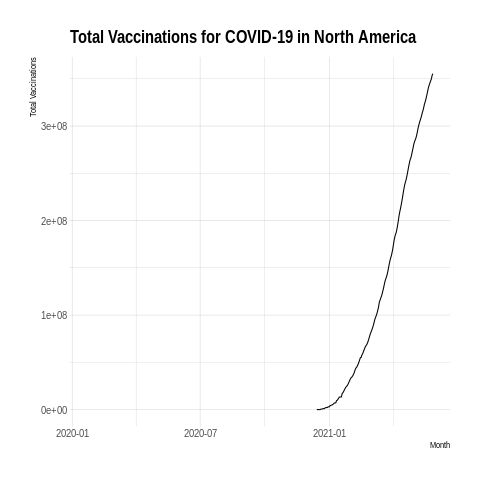 Total Vaccinations for COVID-19 in North America
Total Vaccinations
3e+08
2e+08
1e+08
0e+00
2020-01 2020-07 2021-01
Month